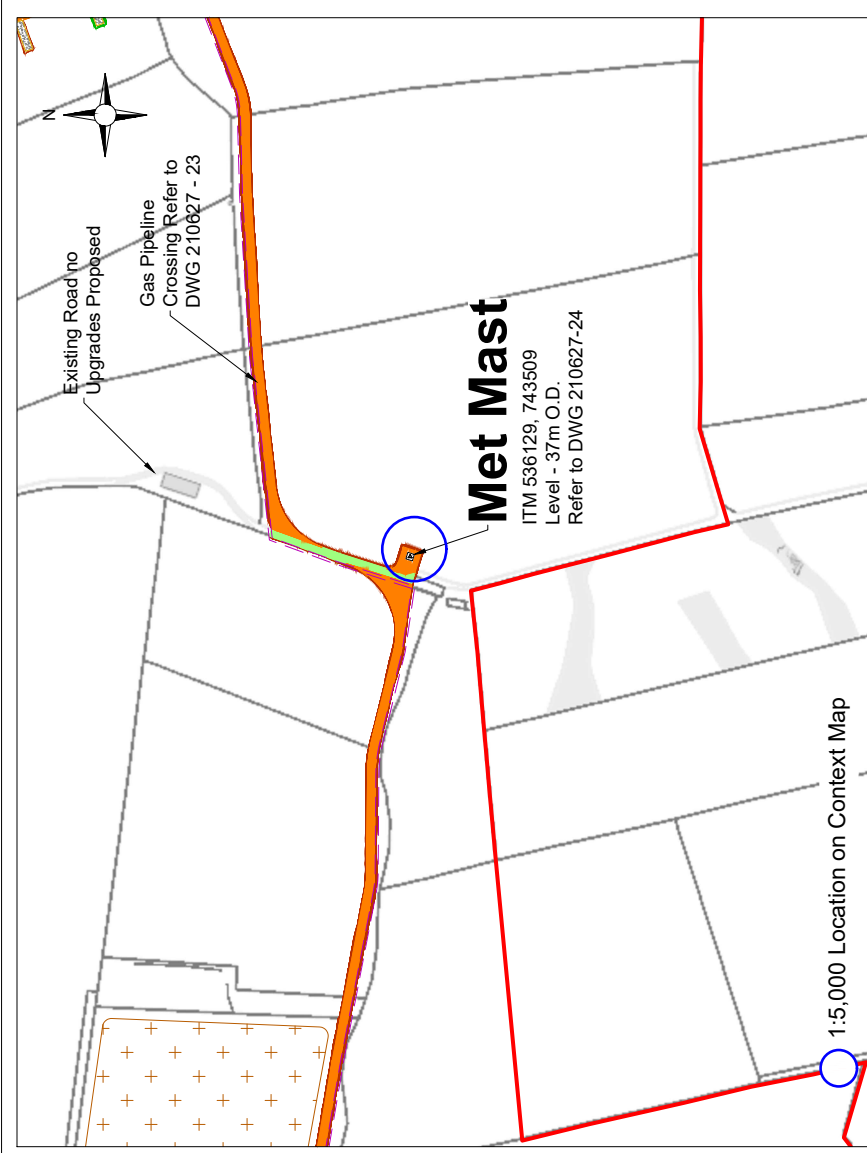 N
Existing Road no
Upgrades Proposed
Gas Pipeline
Crossing Refer to
DWG 210627 - 23
Met Mast
ITM 536129, 743509
Level - 37m O.D.
Refer to DWG 210627-24
1:5,000 Location on Context Map